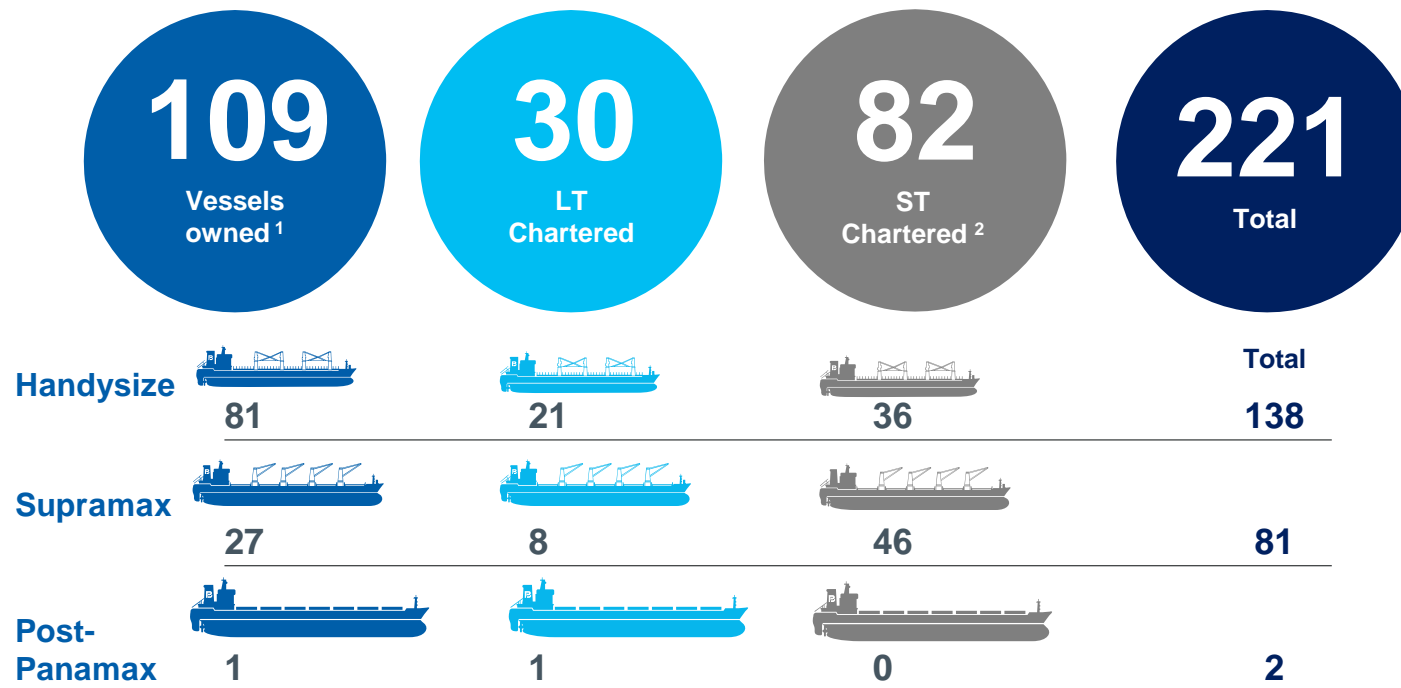 109
Vessels
owned 1
30
LT
Chartered
82
ST
Chartered 2
221
Total
Total
Handysize
81
21
36
138
Supramax
27
8
46
81
Post-
Panamax
1
1
0
2